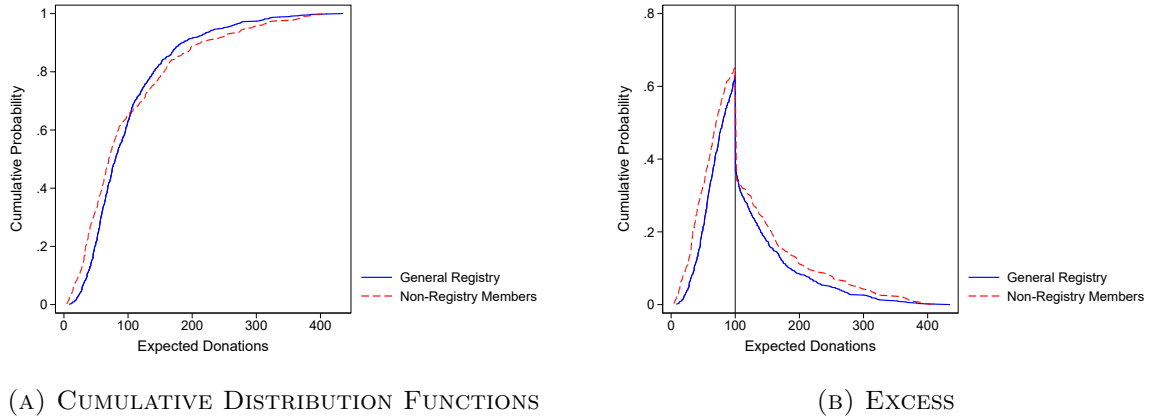 1
.8
.6
.4
.2
0
Cumulative Probability
0 100 200 300 400
Expected Donations
General Registry
Non-Registry Members
(A) CUMULATIVE DISTRIBUTION FUNCTIONS
.8
.6
.4
.2
0
Cumulative Probability
0 100 200 300 400
Expected Donations
General Registry
Non-Registry Members
(B) EXCESS